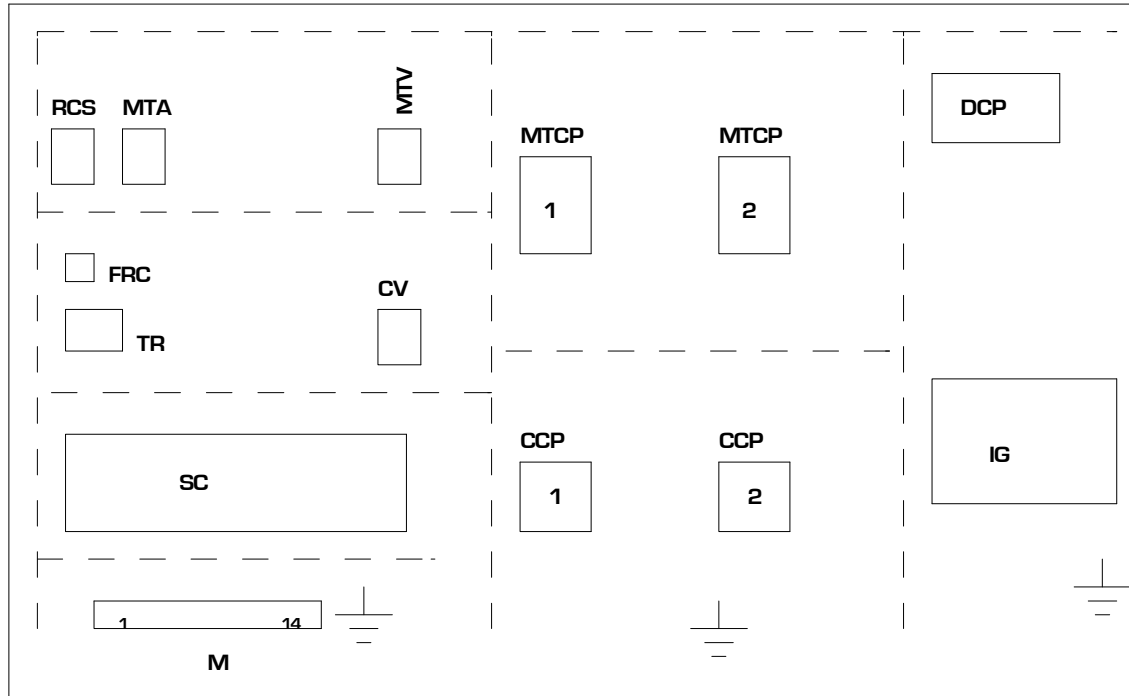 RCS MTA MTV
MTCP MTCP DCP
1 2
FRC
TR
CV
CCP CCP
1 2
SC
IG
1 14
M